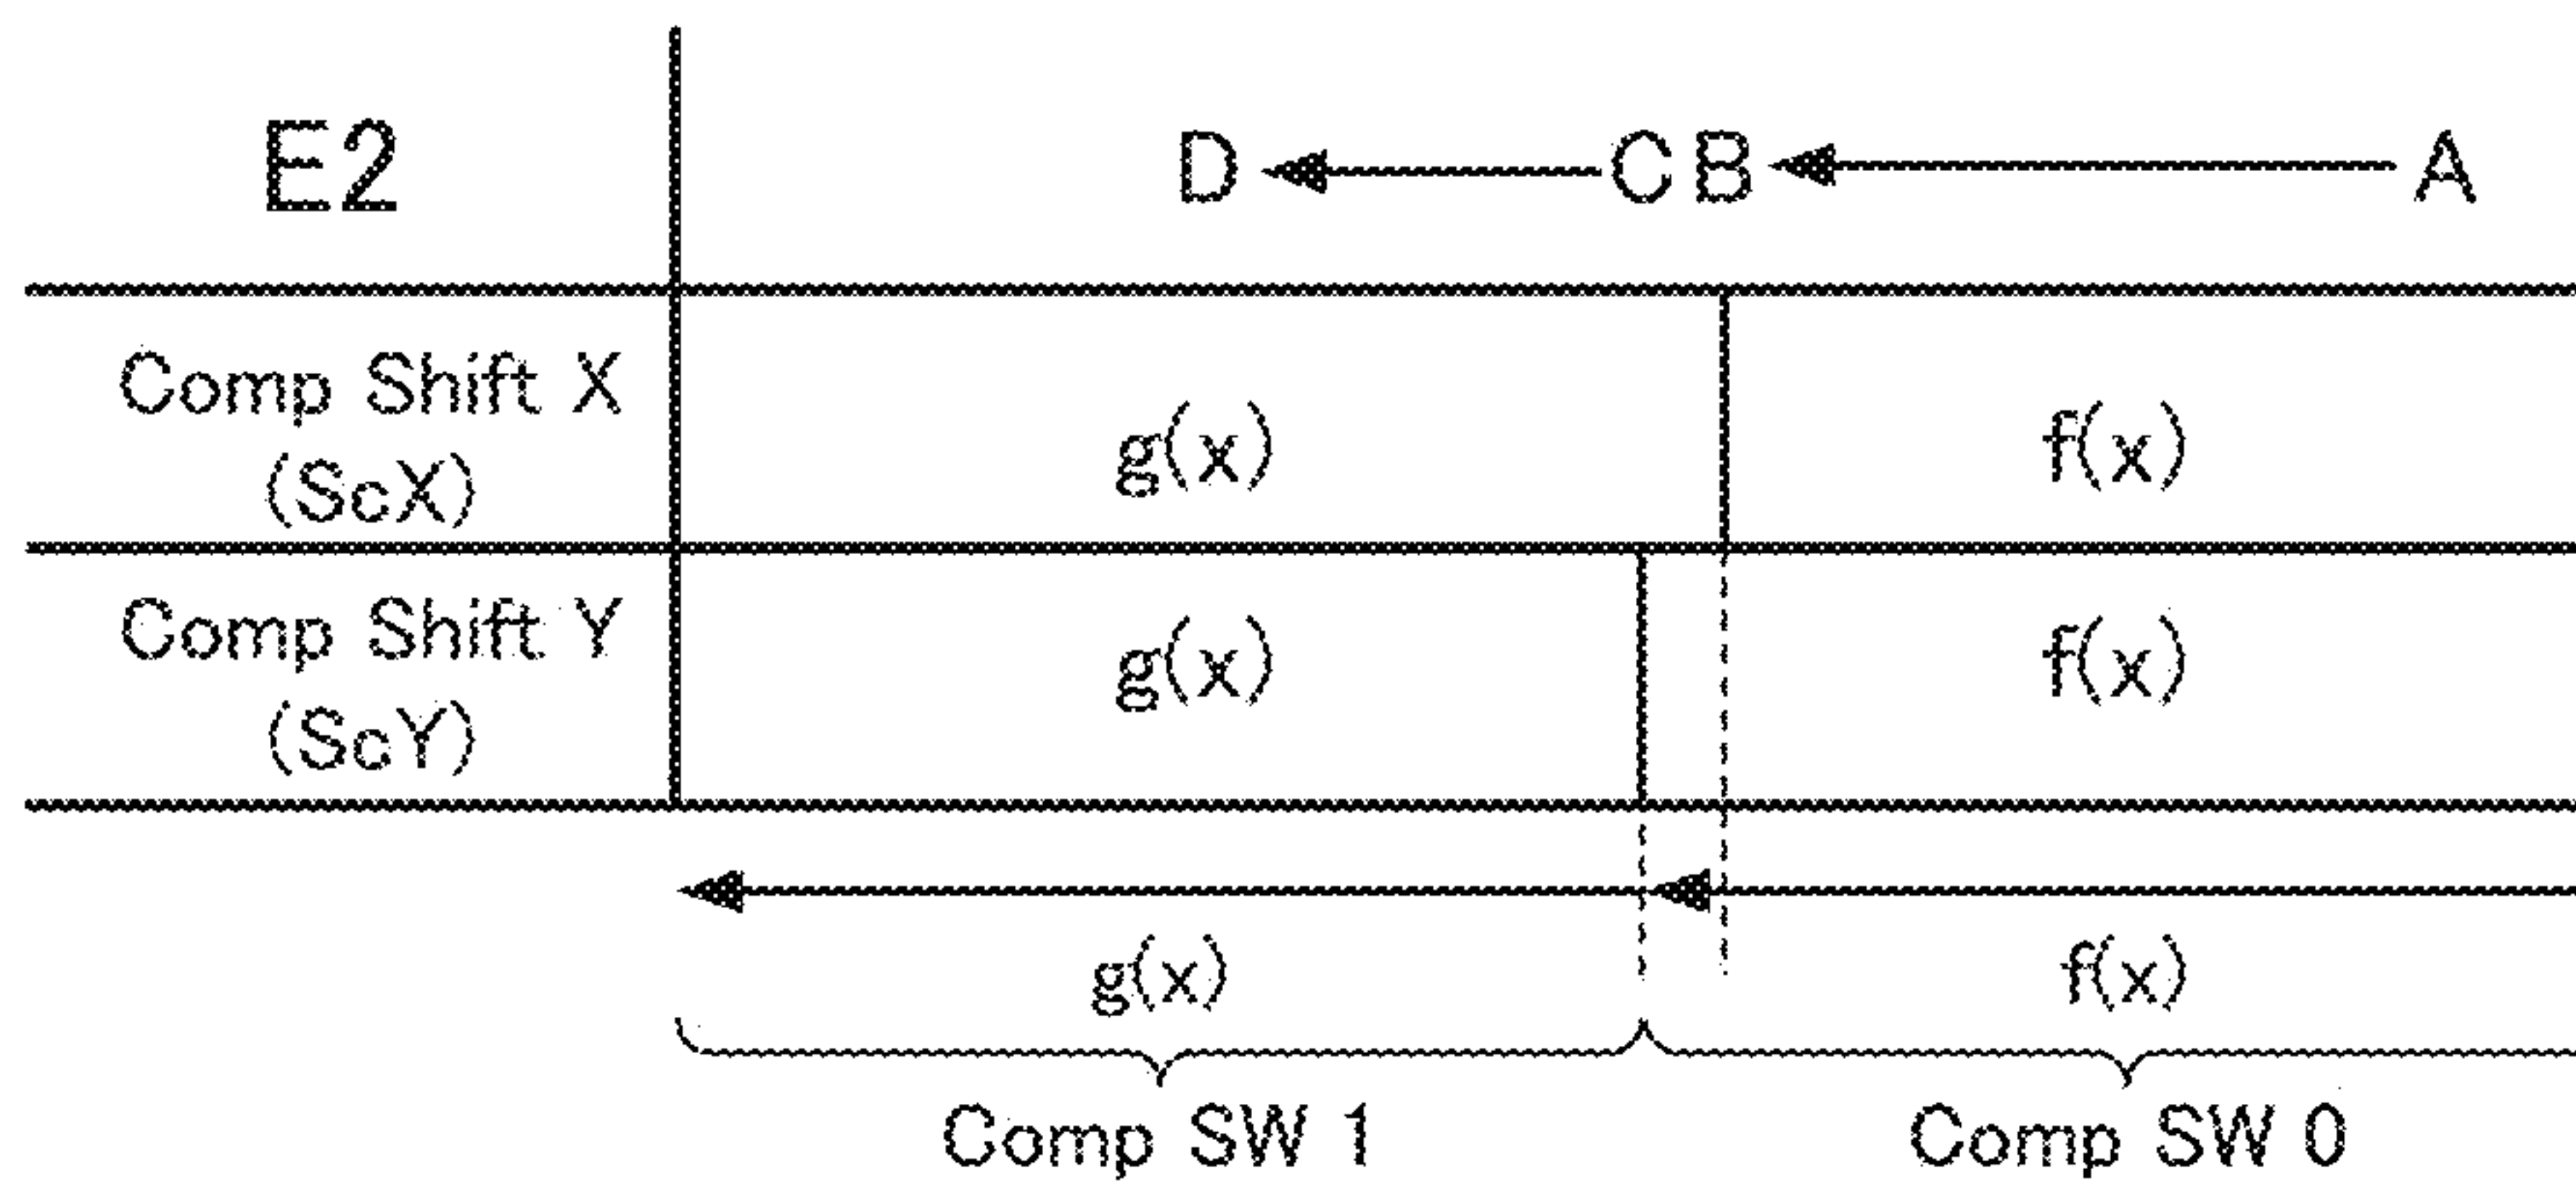 E2 D C B A
Comp Shift X
(ScX)
g(x) f(x)
Comp Shift Y
(ScY)
g(x) f(x)
g(x) f(x)
Comp SW 1 Comp SW 0